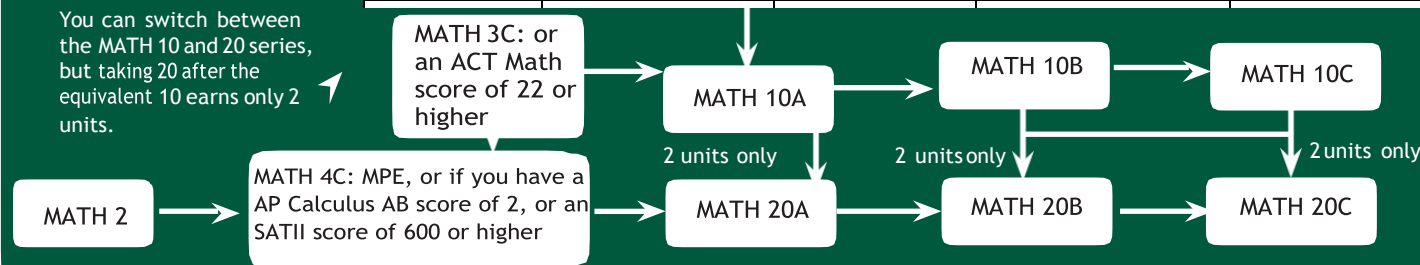 You can switch between
the MATH 10 and 20 series,
but taking 20 after the
equivalent 10 earns only 2
units.
MATH 3C: or
an ACT Math
score of 22 or
higher
MATH 10A
MATH 10B
MATH 10C
2 units only
2 units only
2 units only
MATH 2
MATH 4C: MPE, or if you have a
AP Calculus AB score of 2, or an
SATII score of 600 or higher
MATH 20A
MATH 20B
MATH 20C